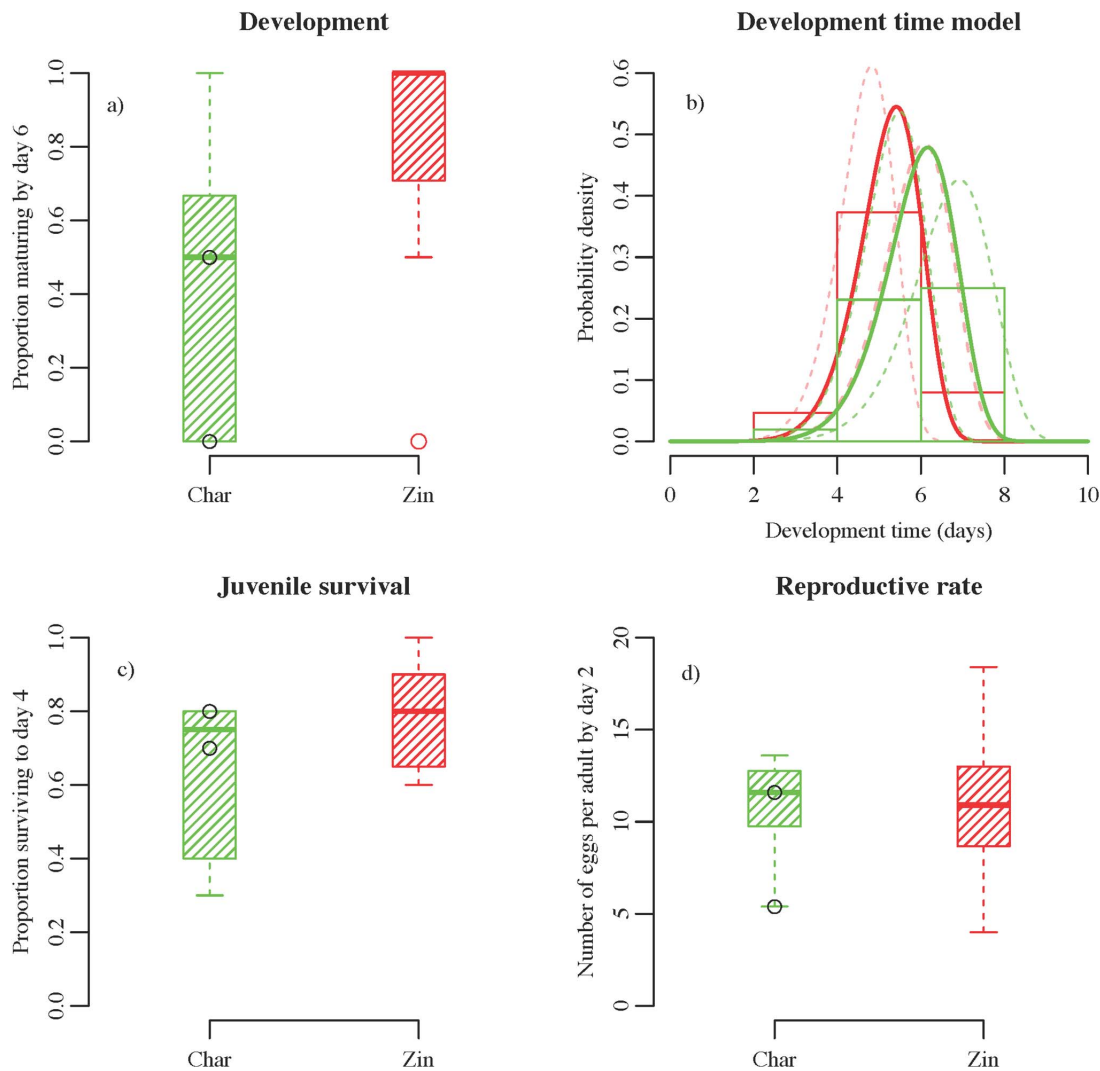 Development
a)
Proportion maturing by day 6
0.0 0.2 0.4 0.6 0.8 1.0
Char Zin
Development time model
b)
Probability density
0.0 0.1 0.2 0.3 0.4 0.5 0.6
0 2 4 6 8 10
Development time (days)
Juvenile survival
c)
Proportion surviving to day 4
0.0 0.2 0.4 0.6 0.8 1.0
Char Zin
Reproductive rate
d)
Number of eggs per adult by day 2
0 5 10 15 20
Char Zin